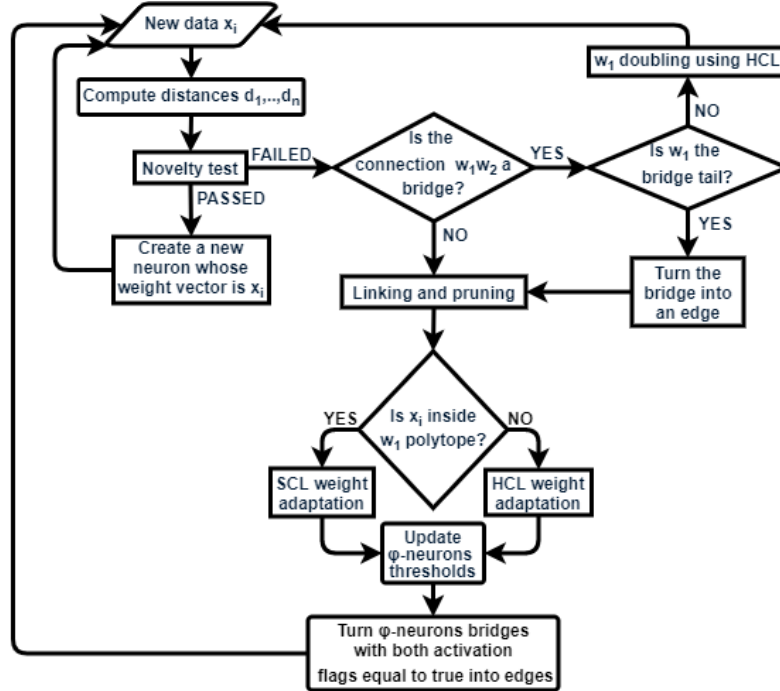 New data xᵢ
w₁ doubling using HCL
Compute distances d₁,..,dₙ
NO
Is the
connection w₁w₂ a
bridge?
Is w₁ the
bridge tail?
Novelty test
FAILED
YES
PASSED
YES
NO
Create a new
neuron whose
weight vector is xᵢ
Linking and pruning
Turn the
bridge into
an edge
Is xᵢ inside
w₁ polytope?
YES
NO
SCL weight
adaptation
HCL weight
adaptation
Update
φ-neurons
thresholds
Turn φ-neurons bridges
with both activation
flags equal to true into edges